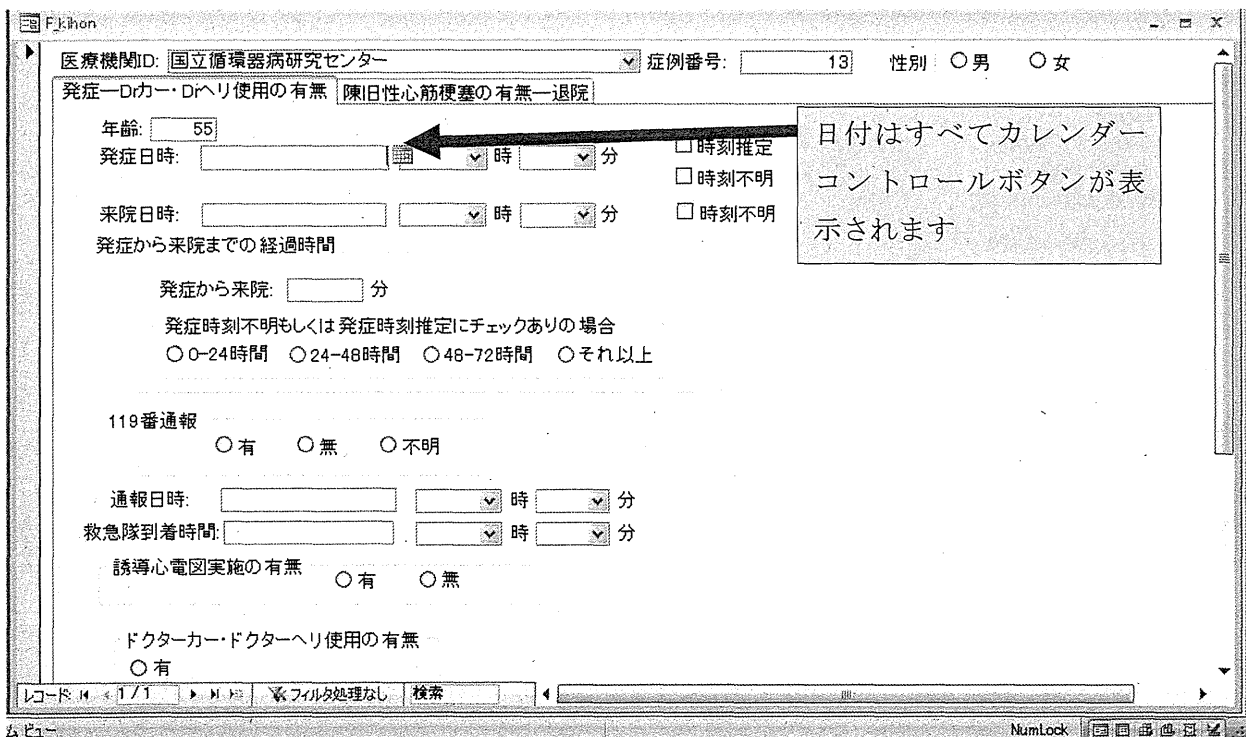 F_kihon
医療機関ID: 国立循環器病研究センター 症例番号: 13 性別 ○男 ○女
発症―Drカー・Drヘリ使用の有無 陳旧性心筋梗塞の有無―退院
年齢: 55
発症日時: 時 分 □時刻推定
□時刻不明
来院日時: 時 分 □時刻不明
日付はすべてカレンダー
コントロールボタンが表
示されます
発症から来院までの経過時間
発症から来院: 分
発症時刻不明もしくは発症時刻推定にチェックありの場合
○0-24時間 ○24-48時間 ○48-72時間 ○それ以上
119番通報
○有 ○無 ○不明
通報日時: 時 分
救急隊到着時間: 時 分
誘導心電図実施の有無 ○有 ○無
ドクターカー・ドクターヘリ使用の有無
○有
レコード: 1/1 フィルタ処理なし 検索
ム ビュー NumLock